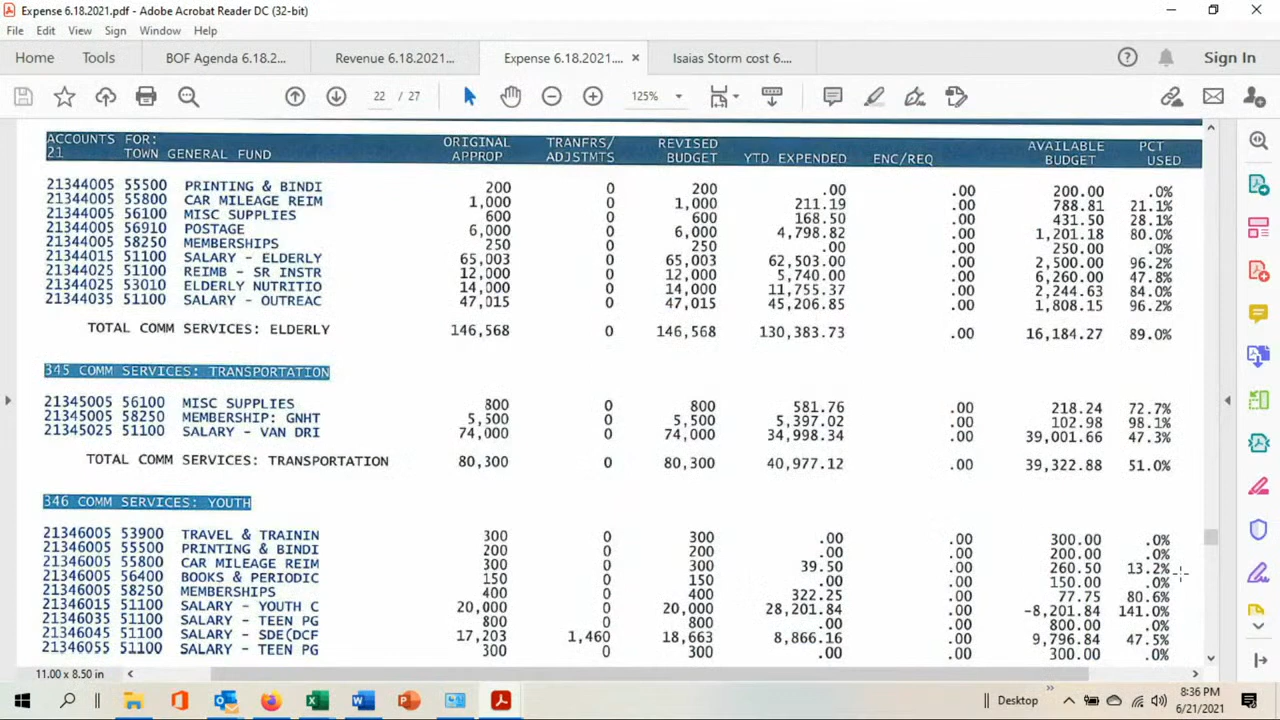 Expense 6.18.2021.pdf - Adobe Acrobat Reader DC (32-bit)
File Edit View Sign Window Help
Home Tools BOF Agenda 6.18.2... Revenue 6.18.2021... Expense 6.18.2021.... × Isaias Storm cost 6.... Sign In
22 / 27 125%
ACCOUNTS FOR: ORIGINAL TRANFRS/ REVISED AVAILABLE PCT
21 TOWN GENERAL FUND APPROP ADJSTMTS BUDGET YTD EXPENDED ENC/REQ BUDGET USED
21344005 55500 PRINTING & BINDI 200 0 200 .00 .00 200.00 .0%
21344005 55800 CAR MILEAGE REIM 1,000 0 1,000 211.19 .00 788.81 21.1%
21344005 56100 MISC SUPPLIES 600 0 600 168.50 .00 431.50 28.1%
21344005 56910 POSTAGE 6,000 0 6,000 4,798.82 .00 1,201.18 80.0%
21344005 58250 MEMBERSHIPS 250 0 250 .00 .00 250.00 .0%
21344015 51100 SALARY - ELDERLY 65,003 0 65,003 62,503.00 .00 2,500.00 96.2%
21344025 51100 REIMB - SR INSTR 12,000 0 12,000 5,740.00 .00 6,260.00 47.8%
21344025 53010 ELDERLY NUTRITIO 14,000 0 14,000 11,755.37 .00 2,244.63 84.0%
21344035 51100 SALARY - OUTREAC 47,015 0 47,015 45,206.85 .00 1,808.15 96.2%
TOTAL COMM SERVICES: ELDERLY 146,568 0 146,568 130,383.73 .00 16,184.27 89.0%
345 COMM SERVICES: TRANSPORTATION
21345005 56100 MISC SUPPLIES 800 0 800 581.76 .00 218.24 72.7%
21345005 58250 MEMBERSHIP: GNHT 5,500 0 5,500 5,397.02 .00 102.98 98.1%
21345025 51100 SALARY - VAN DRI 74,000 0 74,000 34,998.34 .00 39,001.66 47.3%
TOTAL COMM SERVICES: TRANSPORTATION 80,300 0 80,300 40,977.12 .00 39,322.88 51.0%
346 COMM SERVICES: YOUTH
21346005 53900 TRAVEL & TRAININ 300 0 300 .00 .00 300.00 .0%
21346005 55500 PRINTING & BINDI 200 0 200 .00 .00 200.00 .0%
21346005 55800 CAR MILEAGE REIM 300 0 300 39.50 .00 260.50 13.2%
21346005 56400 BOOKS & PERIODIC 150 0 150 .00 .00 150.00 .0%
21346005 58250 MEMBERSHIPS 400 0 400 322.25 .00 77.75 80.6%
21346015 51100 SALARY - YOUTH C 20,000 0 20,000 28,201.84 .00 -8,201.84 141.0%
21346035 51100 SALARY - TEEN PG 800 0 800 .00 .00 800.00 .0%
21346045 51100 SALARY - SDE(DCF 17,203 1,460 18,663 8,866.16 .00 9,796.84 47.5%
21346055 51100 SALARY - TEEN PG 300 0 300 .00 .00 300.00 .0%
11.00 x 8.50 in
Desktop 8:36 PM
6/21/2021